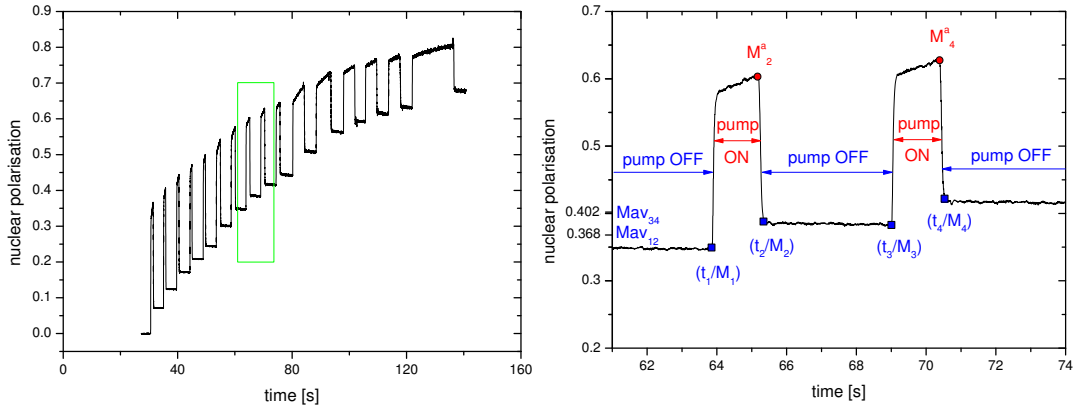 0.9
0.8
0.7
0.6
0.5
0.4
0.3
0.2
0.1
0.0
nuclear polarisation
0 40 80 120 160
time [s]
0.7
0.6
0.5
0.402
0.368
0.3
0.2
nuclear polarisation
M^a_2
M^a_4
pump
ON
pump
ON
pump OFF
pump OFF
pump OFF
Mav_34
Mav_12
(t_1/M_1)
(t_2/M_2)
(t_3/M_3)
(t_4/M_4)
62 64 66 68 70 72 74
time [s]